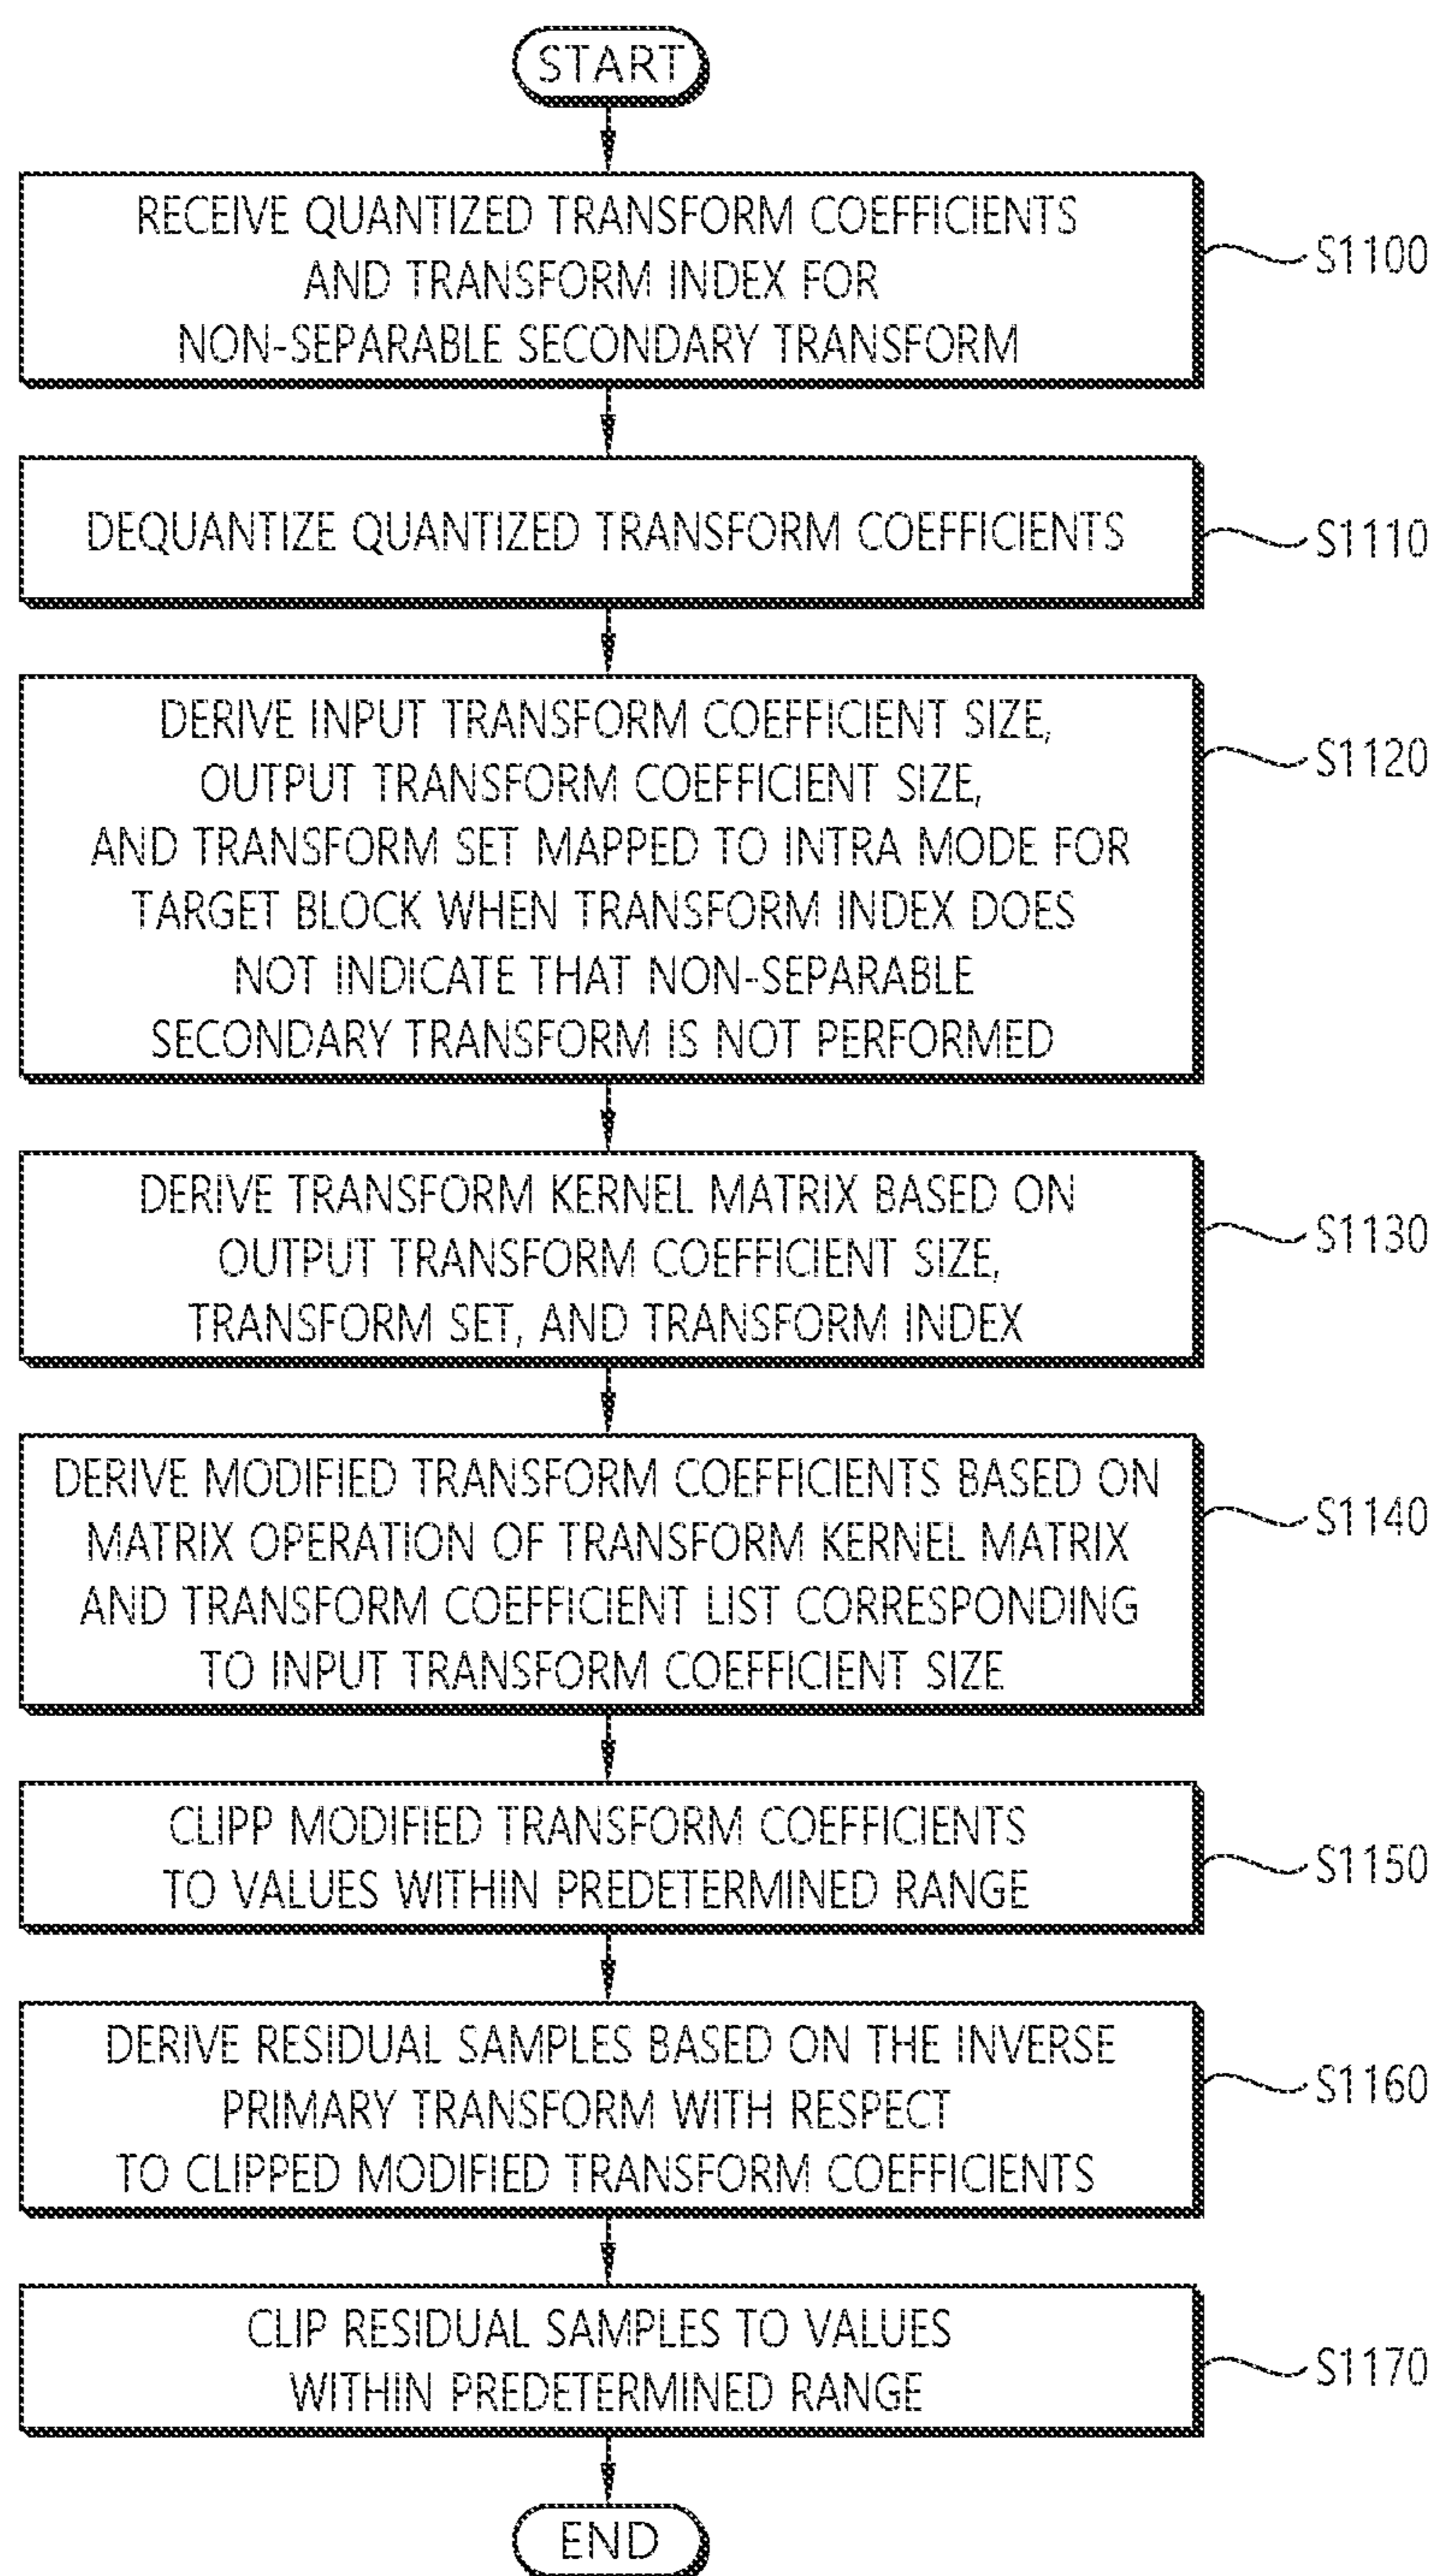 START
RECEIVE QUANTIZED TRANSFORM COEFFICIENTS
AND TRANSFORM INDEX FOR
NON-SEPARABLE SECONDARY TRANSFORM
S1100
DEQUANTIZE QUANTIZED TRANSFORM COEFFICIENTS
S1110
DERIVE INPUT TRANSFORM COEFFICIENT SIZE,
OUTPUT TRANSFORM COEFFICIENT SIZE,
AND TRANSFORM SET MAPPED TO INTRA MODE FOR
TARGET BLOCK WHEN TRANSFORM INDEX DOES
NOT INDICATE THAT NON-SEPARABLE
SECONDARY TRANSFORM IS NOT PERFORMED
S1120
DERIVE TRANSFORM KERNEL MATRIX BASED ON
OUTPUT TRANSFORM COEFFICIENT SIZE,
TRANSFORM SET, AND TRANSFORM INDEX
S1130
DERIVE MODIFIED TRANSFORM COEFFICIENTS BASED ON
MATRIX OPERATION OF TRANSFORM KERNEL MATRIX
AND TRANSFORM COEFFICIENT LIST CORRESPONDING
TO INPUT TRANSFORM COEFFICIENT SIZE
S1140
CLIPP MODIFIED TRANSFORM COEFFICIENTS
TO VALUES WITHIN PREDETERMINED RANGE
S1150
DERIVE RESIDUAL SAMPLES BASED ON THE INVERSE
PRIMARY TRANSFORM WITH RESPECT
TO CLIPPED MODIFIED TRANSFORM COEFFICIENTS
S1160
CLIP RESIDUAL SAMPLES TO VALUES
WITHIN PREDETERMINED RANGE
S1170
END